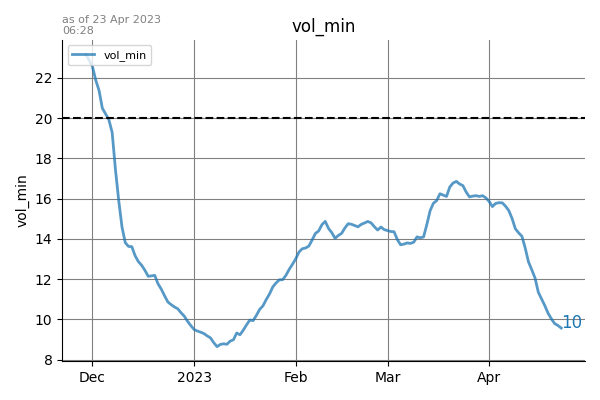 as of 23 Apr 2023
06:28
vol_min
vol_min
22
20
18
16
14
12
10
8
vol_min
10
Dec
2023
Feb
Mar
Apr